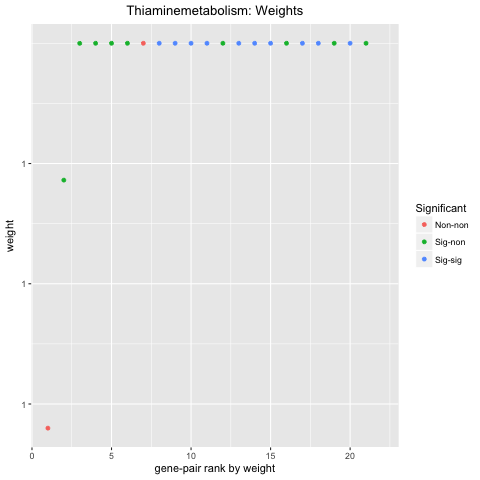 Thiaminemetabolism: Weights
weight
1
1
1
0 5 10 15 20
gene-pair rank by weight
Significant
Non-non
Sig-non
Sig-sig